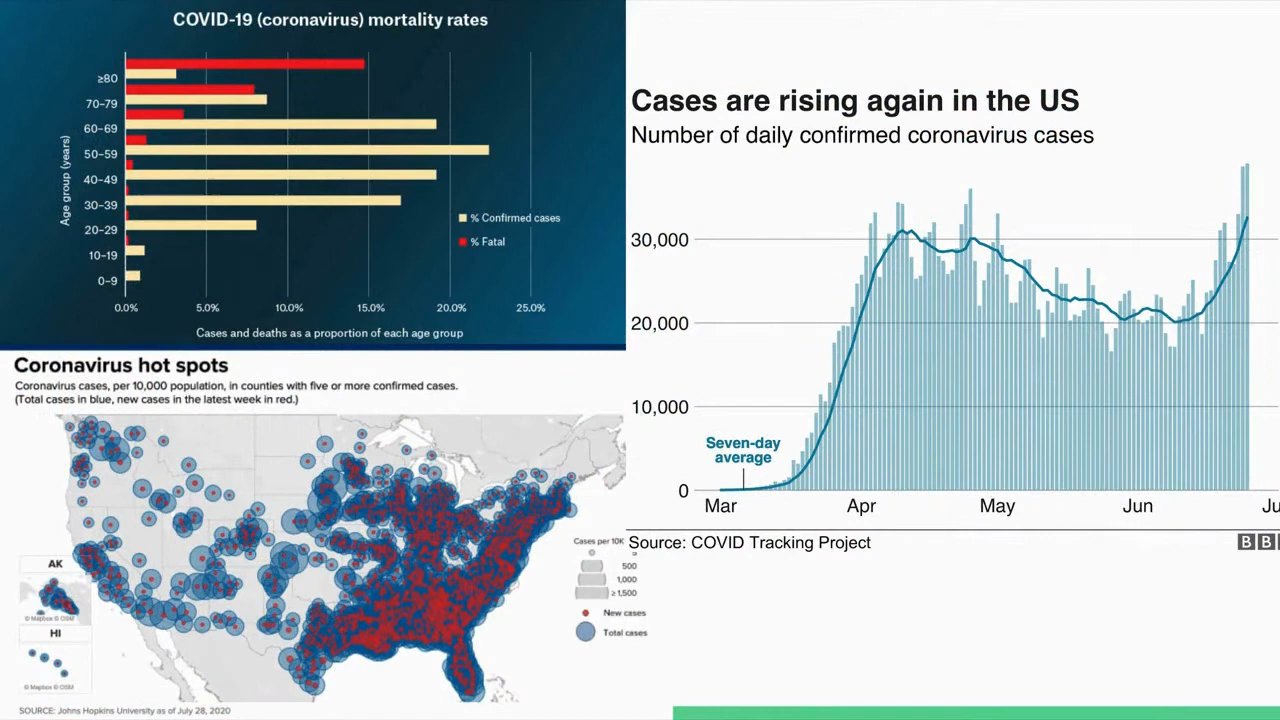 COVID-19 (coronavirus) mortality rates
≥80
70–79
60–69
50–59
40–49
30–39
20–29
10–19
0–9
Age group (years)
% Confirmed cases
% Fatal
0.0% 5.0% 10.0% 15.0% 20.0% 25.0%
Cases and deaths as a proportion of each age group
Coronavirus hot spots
Coronavirus cases, per 10,000 population, in counties with five or more confirmed cases.
(Total cases in blue, new cases in the latest week in red.)
AK
© Mapbox © OSM
HI
© Mapbox © OSM
Cases per 10K
500
1,000
≥1,500
New cases
Total cases
SOURCE: Johns Hopkins University as of July 28, 2020
Cases are rising again in the US
Number of daily confirmed coronavirus cases
30,000
20,000
10,000
0
Seven-day
average
Mar Apr May Jun Ju
Source: COVID Tracking Project
BB